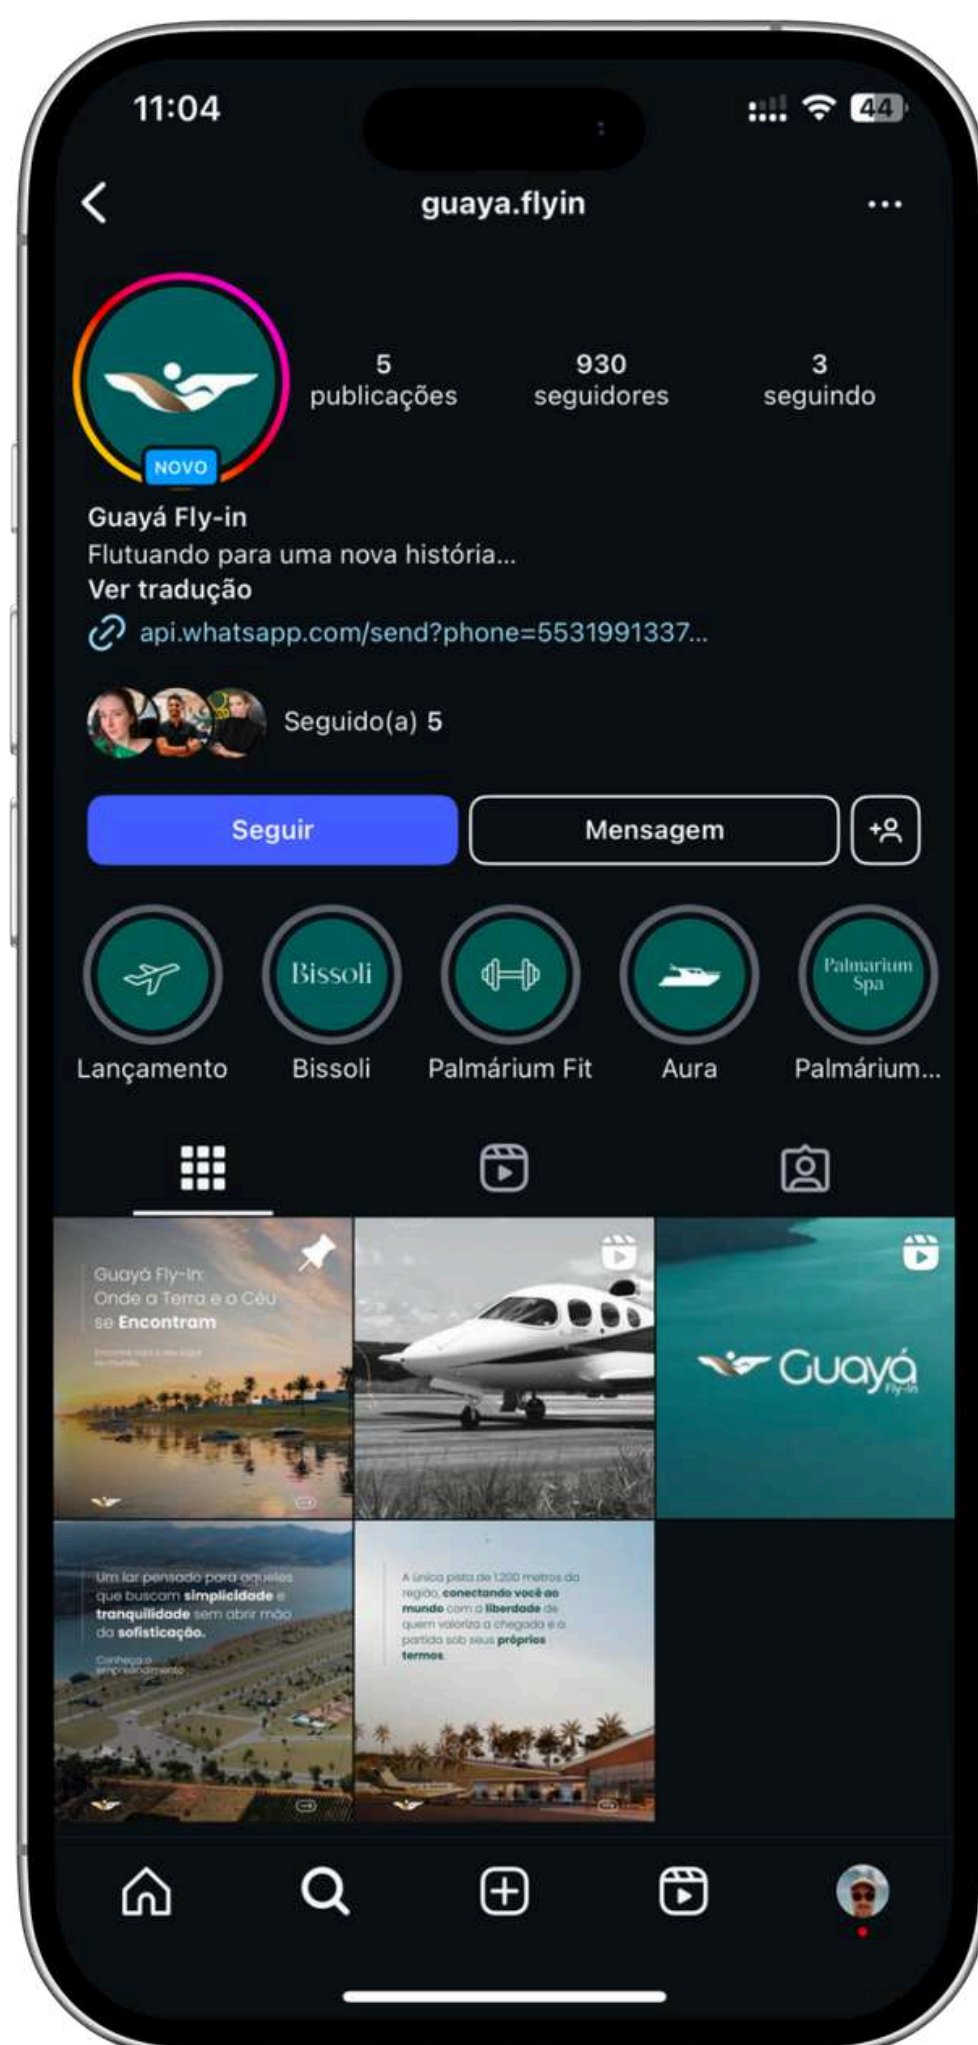 11:04
44
guaya.flyin
5
publicações
930
seguidores
3
seguindo
NOVO
Guayá Fly-in
Flutuando para uma nova história...
Ver tradução
api.whatsapp.com/send?phone=5531991337...
Seguido(a) 5
Seguir
Mensagem
Bissoli
Palmarium
Spa
Lançamento
Bissoli
Palmárium Fit
Aura
Palmárium...
Guayá Fly-In:
Onde a Terra e o Céu
se Encontram
Guayá
Fly-In
Um lar pensado para aqueles
que buscam simplicidade e
tranquilidade sem abrir mão
da sofisticação.
Conheça o
empreendimento
A única pista de 1.200 metros da
região, conectando você ao
mundo com a liberdade de
quem valoriza a chegada e a
partida sob seus próprios
termos.